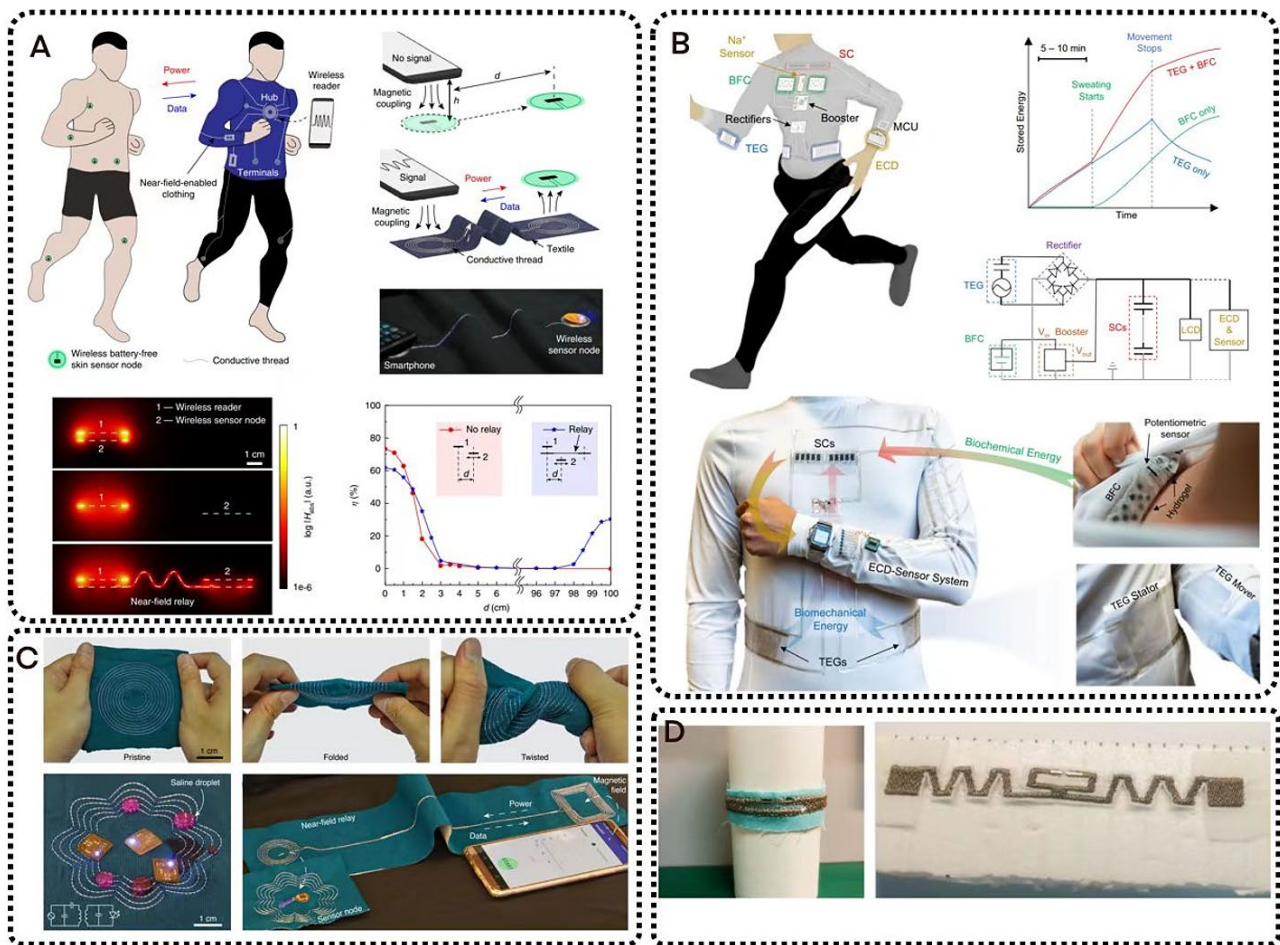 A
Power
Data
Hub
Wireless
reader
Near-field-enabled
clothing
Terminals
Wireless battery-free
skin sensor node
Conductive thread
No signal
Magnetic
coupling
d
h
Signal
Power
Data
Magnetic
coupling
Textile
Conductive thread
Smartphone
Wireless
sensor node
1 — Wireless reader
2 — Wireless sensor node
1
2
1 cm
1
2
1
2
Near-field relay
1
log |Habs| (a.u.)
1e-6
100
80
60
40
20
0
η (%)
No relay
1
2
d
Relay
1
2
d
0 1 2 3 4 5 6 96 97 98 99 100
d (cm)
B
Na+
Sensor
SC
BFC
Rectifiers
Booster
MCU
TEG
ECD
5 – 10 min
Movement
Stops
TEG + BFC
Sweating
Starts
BFC only
TEG only
Stored Energy
Time
Rectifier
TEG
BFC
Vin
Booster
Vout
SCs
LCD
ECD
&
Sensor
SCs
Biochemical Energy
Potentiometric
sensor
BFC
Hydrogel
ECD-Sensor System
Biomechanical
Energy
TEGs
TEG Stator
TEG Mover
C
Pristine
1 cm
Folded
Twisted
Saline droplet
1 cm
Near-field relay
Power
Data
Magnetic
field
Sensor node
D